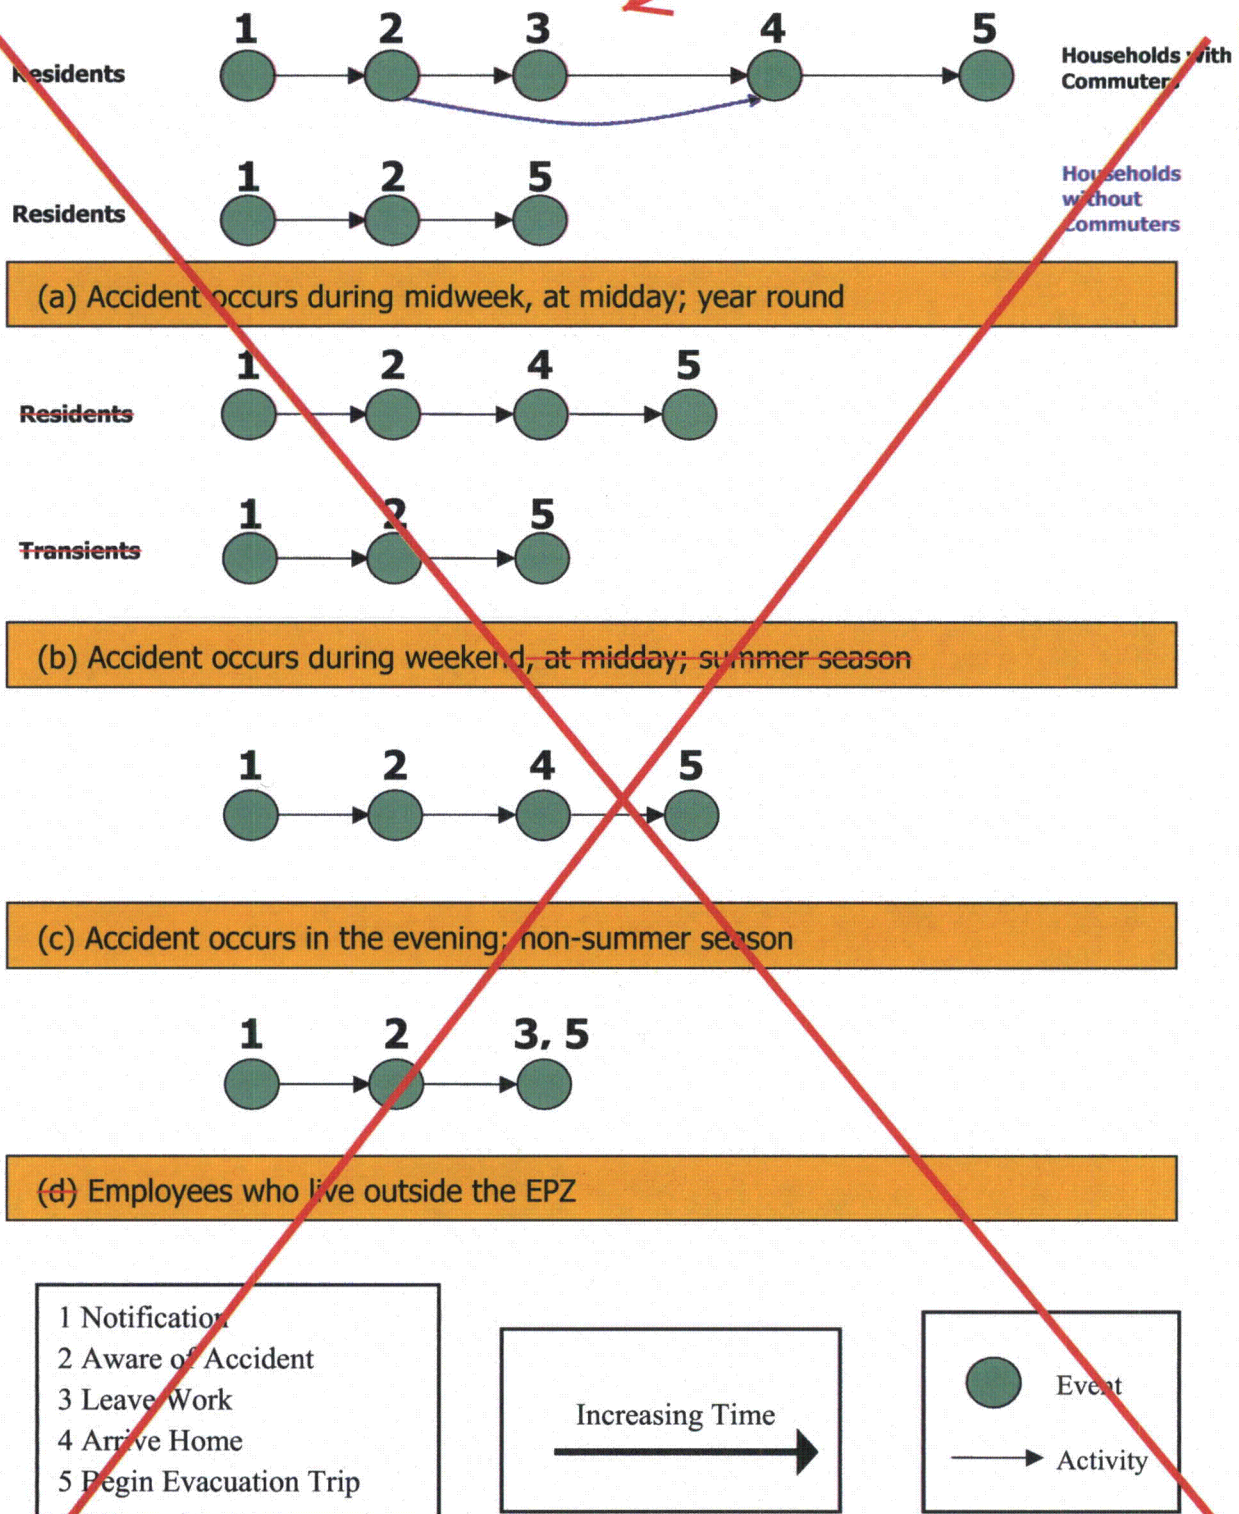 1 2 3 4 5
Residents
Households with
Commuters
1 2 5
Residents
Households
without
Commuters
(a) Accident occurs during midweek, at midday; year round
1 2 4 5
Residents
1 2 5
Transients
(b) Accident occurs during weekend, at midday; summer season
1 2 4 5
(c) Accident occurs in the evening; non-summer season
1 2 3, 5
(d) Employees who live outside the EPZ
1 Notification
2 Aware of Accident
3 Leave Work
4 Arrive Home
5 Begin Evacuation Trip
Increasing Time
Event
Activity